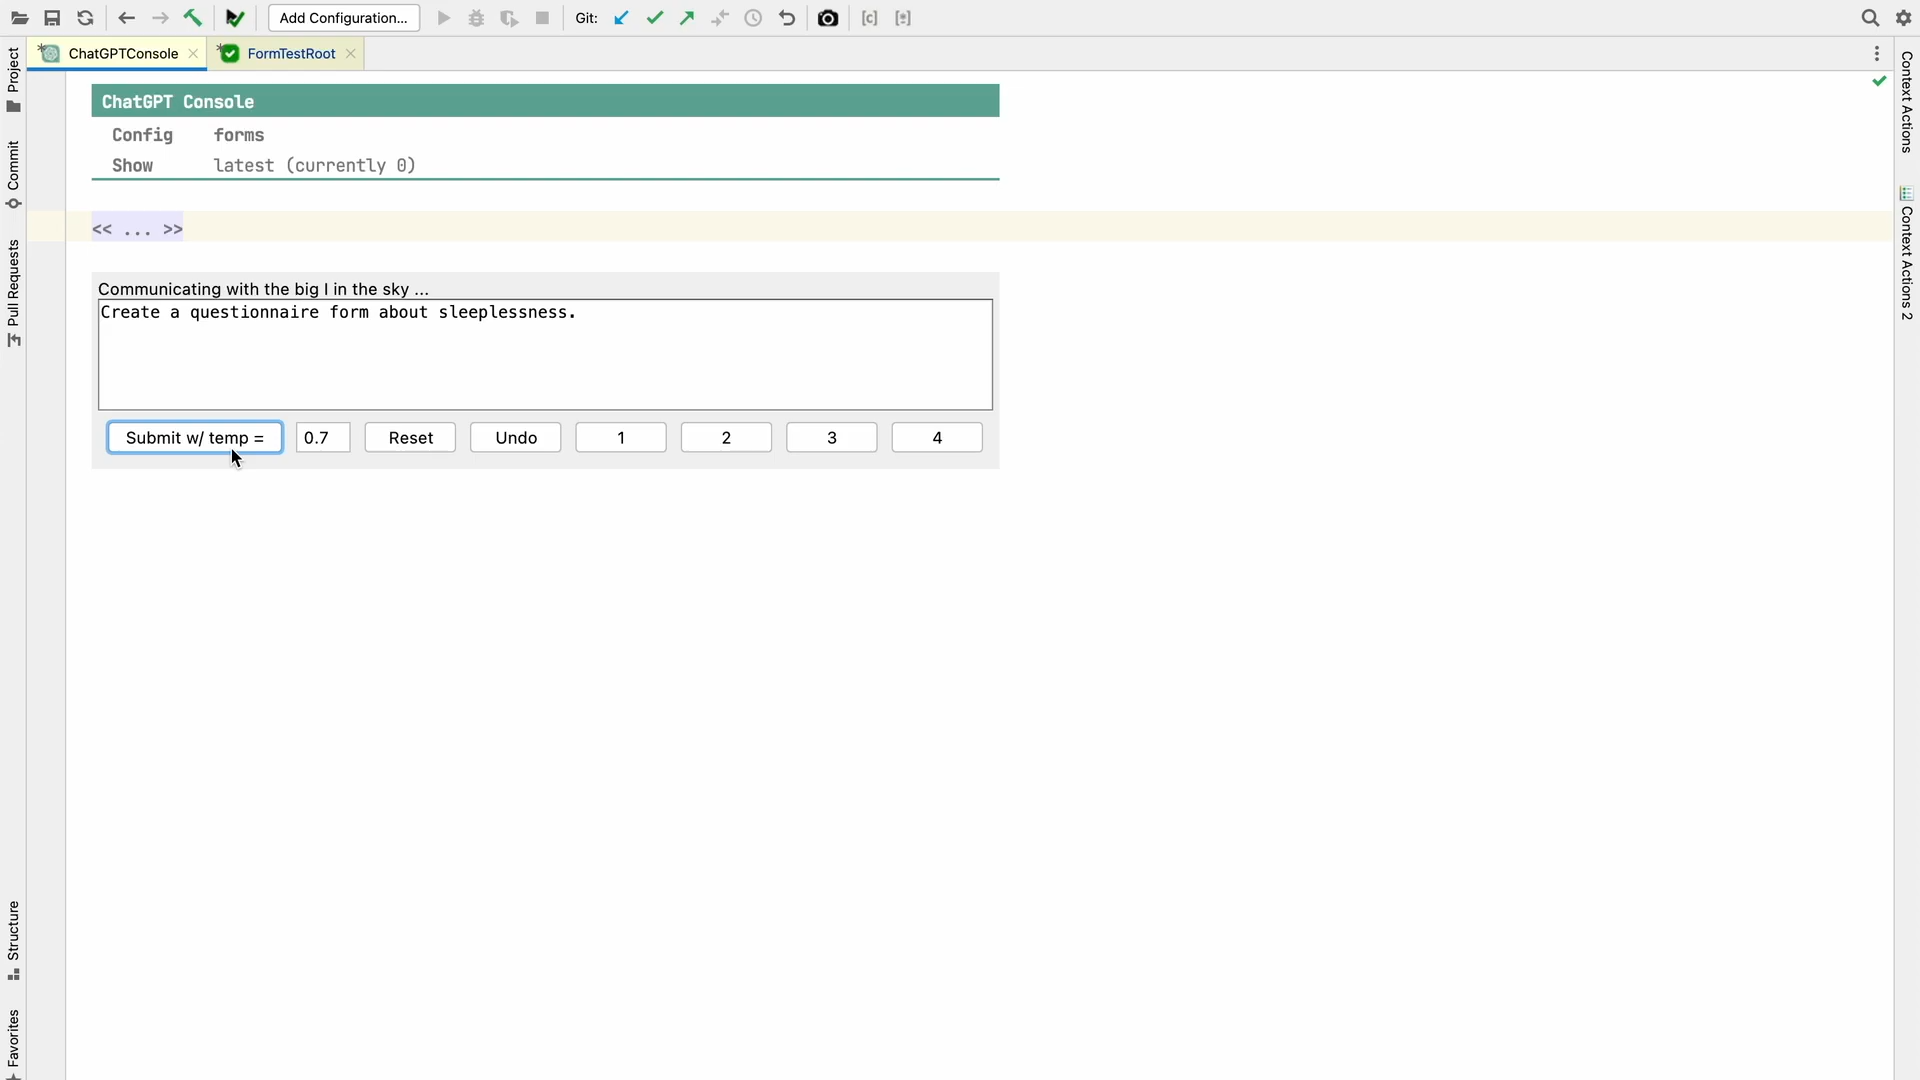 Add Configuration... Git: [c] [*]
ChatGPTConsole FormTestRoot
Project
Commit
Pull Requests
Structure
Favorites
ChatGPT Console
Config forms
Show latest (currently 0)
<< ... >>
Communicating with the big I in the sky ...
Create a questionnaire form about sleeplessness.
Submit w/ temp = 0.7 Reset Undo 1 2 3 4
Context Actions
Context Actions 2